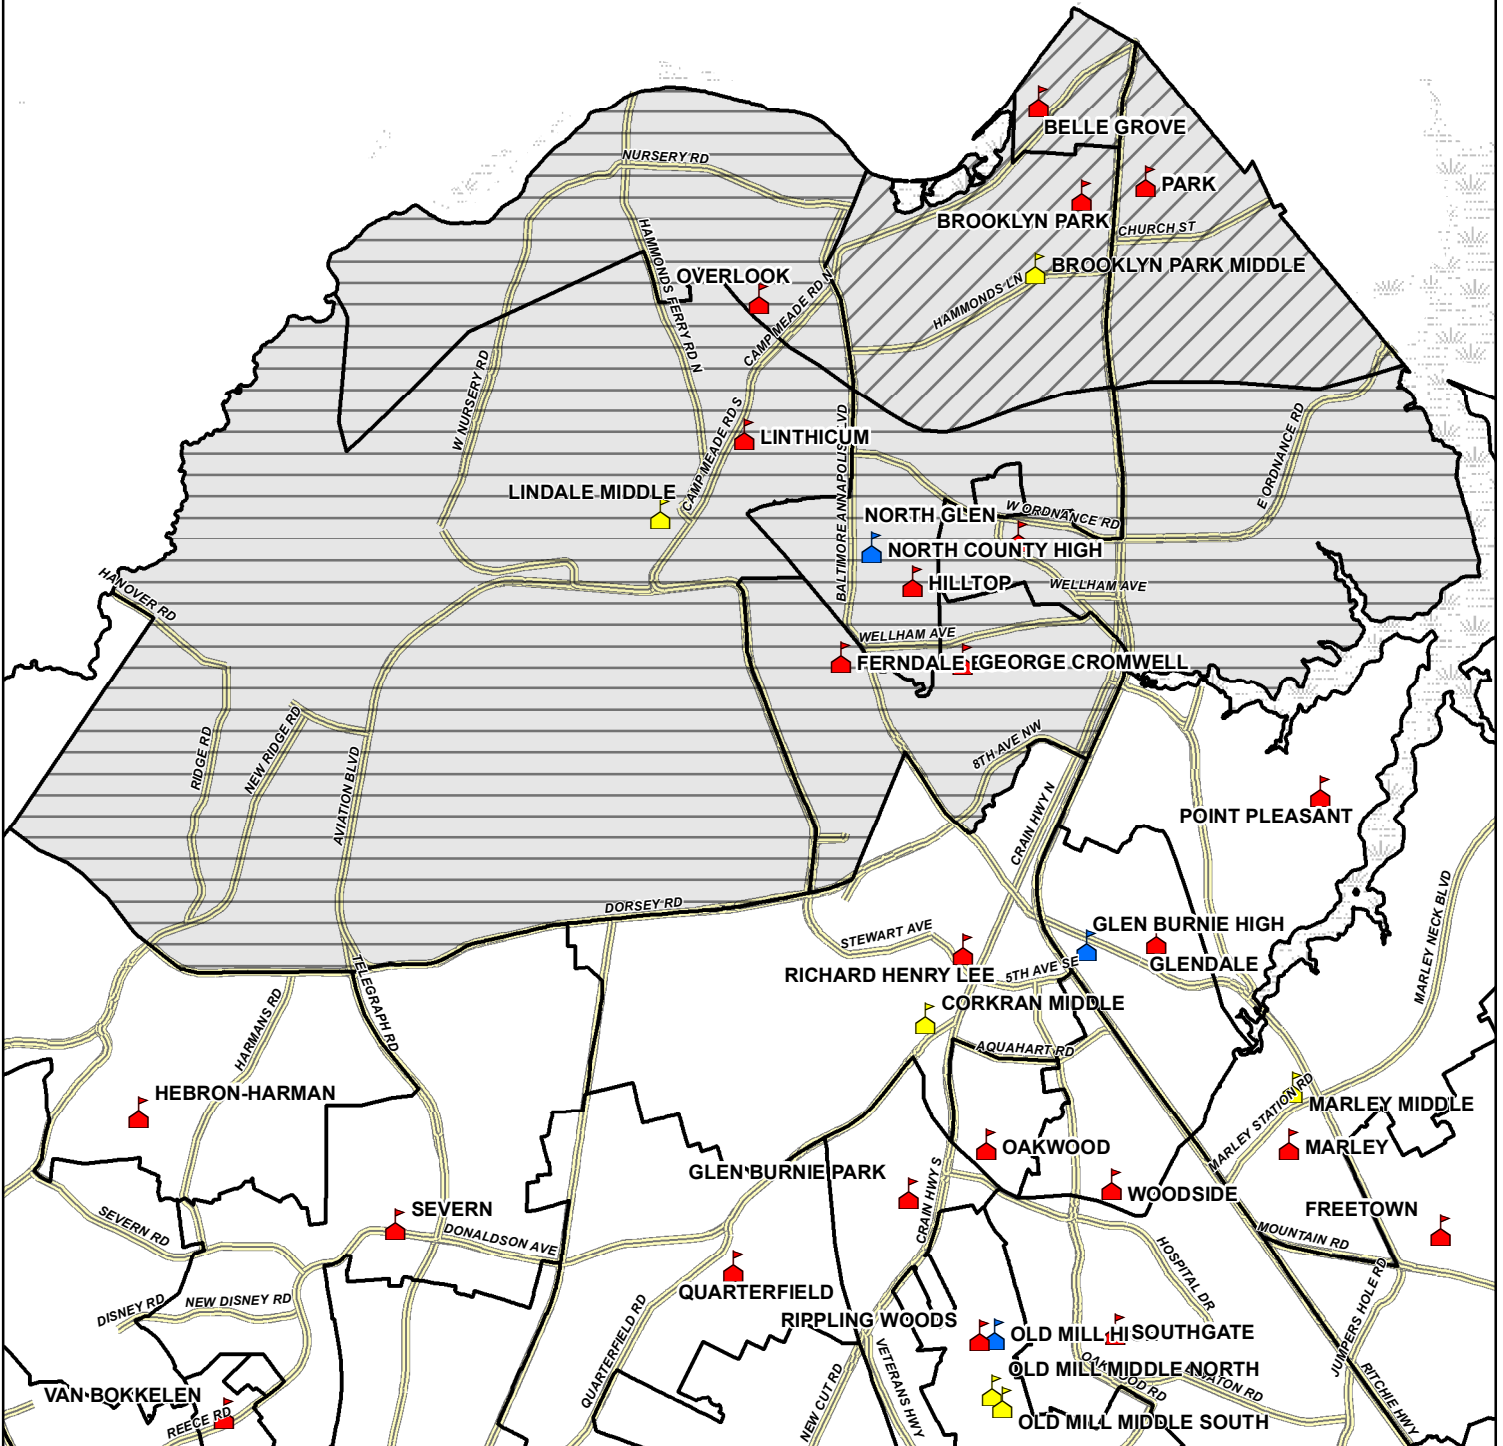 BELLE GROVE
NURSERY RD
PARK
BROOKLYN PARK
CHURCH ST
HAMMONDS FERRY RD N
OVERLOOK
BROOKLYN PARK MIDDLE
CAMP MEADE RD N
HAMMONDS LN
W NURSERY RD
CAMP MEADE RD S
LINTHICUM
BALTIMORE ANNAPOLIS BLVD
E ORDNANCE RD
LINDALE MIDDLE
NORTH GLEN
W ORDNANCE RD
NORTH COUNTY HIGH
HANOVER RD
HILLTOP
WELLHAM AVE
WELLHAM AVE
FERNDALE E
GEORGE CROMWELL
RIDGE RD
NEW RIDGE RD
AVIATION BLVD
8TH AVE NW
CRAIN HWY N
POINT PLEASANT
DORSEY RD
STEWART AVE
GLEN BURNIE HIGH
MARLEY NECK BLVD
RICHARD HENRY LEE
5TH AVE SE
GLENDALE
TELEGRAPH RD
HARMANS RD
CORKRAN MIDDLE
AQUAHART RD
HEBRON-HARMAN
MARLEY STATION RD
MARLEY MIDDLE
OAKWOOD
MARLEY
GLEN BURNIE PARK
WOODSIDE
SEVERN
CRAIN HWY S
FREETOWN
SEVERN RD
DONALDSON AVE
MOUNTAIN RD
HOSPITAL DR
QUARTERFIELD
DISNEY RD
NEW DISNEY RD
RIPPLING WOODS
OLD MILL HI
SOUTHGATE
JUMPERS HOLE RD
QUARTERFIELD RD
VETERANS HWY
OLD MILL MIDDLE NORTH
NEW CUT RD
RITCHIE HWY
VAN BOKKELEN
REECE RD
OLD MILL MIDDLE SOUTH